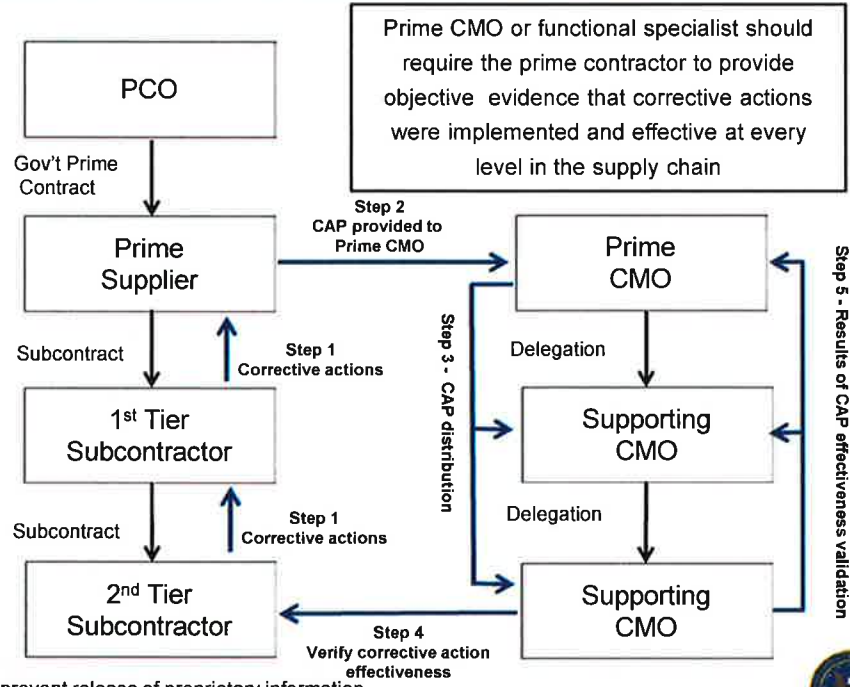 Prime CMO or functional specialist should
require the prime contractor to provide
objective evidence that corrective actions
were implemented and effective at every
level in the supply chain
PCO
Gov't Prime
Contract
Step 2
CAP provided to
Prime CMO
Prime
Supplier
Prime
CMO
Subcontract
Step 1
Corrective actions
Step 3 - CAP distribution
Delegation
Step 5 - Results of CAP effectiveness validation
1st Tier
Subcontractor
Supporting
CMO
Subcontract
Step 1
Corrective actions
Delegation
2nd Tier
Subcontractor
Supporting
CMO
Step 4
Verify corrective action
effectiveness
prevent release of proprietary information